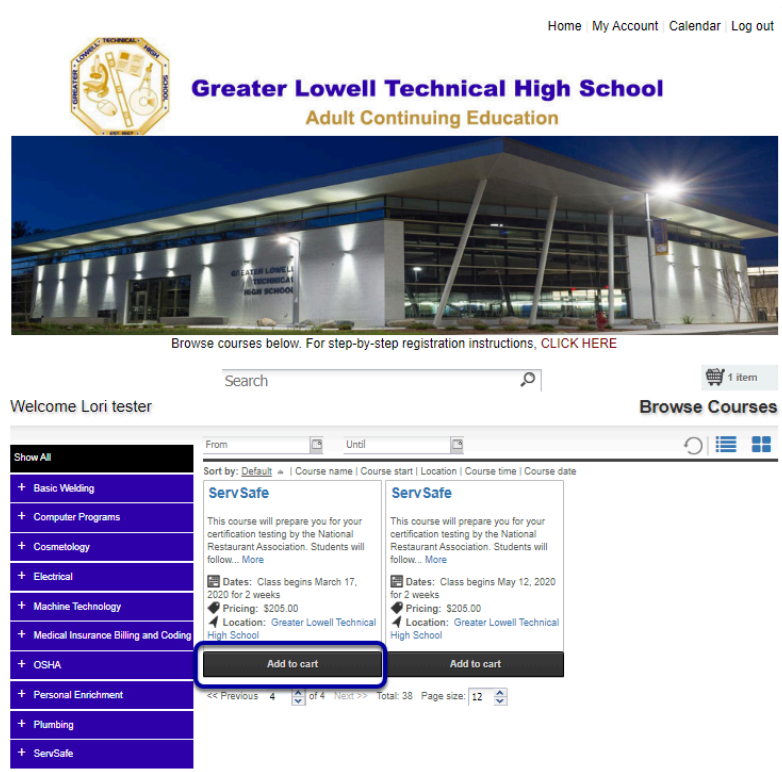 Home | My Account | Calendar | Log out
GREATER LOWELL TECHNICAL HIGH SCHOOL
Greater Lowell Technical High School
Adult Continuing Education
GREATER LOWELL
TECHNICAL
HIGH SCHOOL
Browse courses below. For step-by-step registration instructions, CLICK HERE
Search
1 item
Welcome Lori tester
Browse Courses
From
Until
Show All
Sort by: Default | Course name | Course start | Location | Course time | Course date
+ Basic Welding
+ Computer Programs
+ Cosmetology
+ Electrical
+ Machine Technology
+ Medical Insurance Billing and Coding
+ OSHA
+ Personal Enrichment
+ Plumbing
+ ServSafe
ServSafe
This course will prepare you for your
certification testing by the National
Restaurant Association. Students will
follow... More
Dates: Class begins March 17,
2020 for 2 weeks
Pricing: $205.00
Location: Greater Lowell Technical
High School
Add to cart
ServSafe
This course will prepare you for your
certification testing by the National
Restaurant Association. Students will
follow... More
Dates: Class begins May 12, 2020
for 2 weeks
Pricing: $205.00
Location: Greater Lowell Technical
High School
Add to cart
<< Previous 4 of 4 Next >> Total: 38 Page size: 12